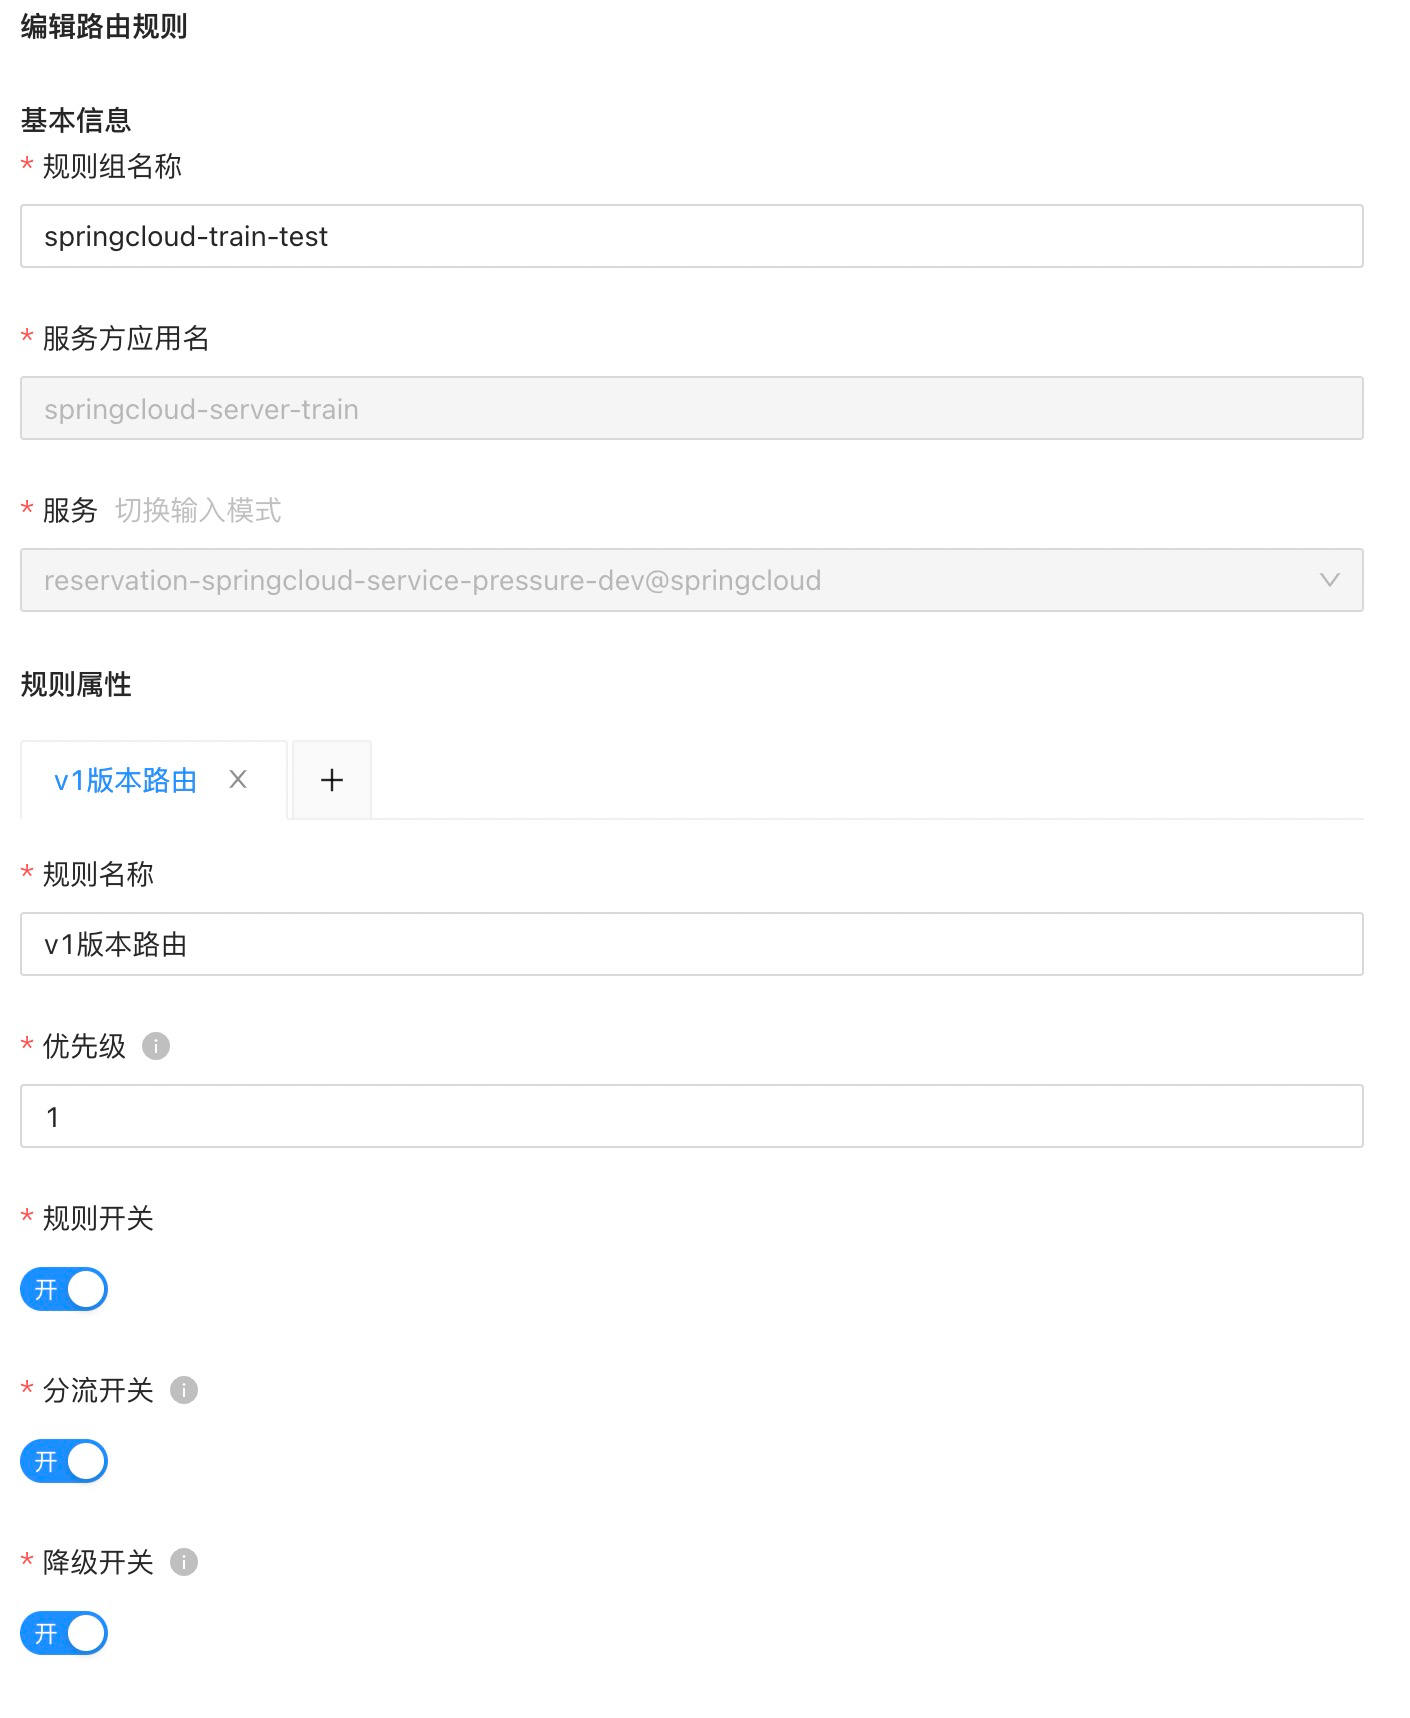 编辑路由规则
基本信息
* 规则组名称
springcloud-train-test
* 服务方应用名
springcloud-server-train
* 服务 切换输入模式
reservation-springcloud-service-pressure-dev@springcloud
规则属性
v1版本路由 X +
* 规则名称
v1版本路由
* 优先级 i
1
* 规则开关
开
* 分流开关 i
开
* 降级开关 i
开